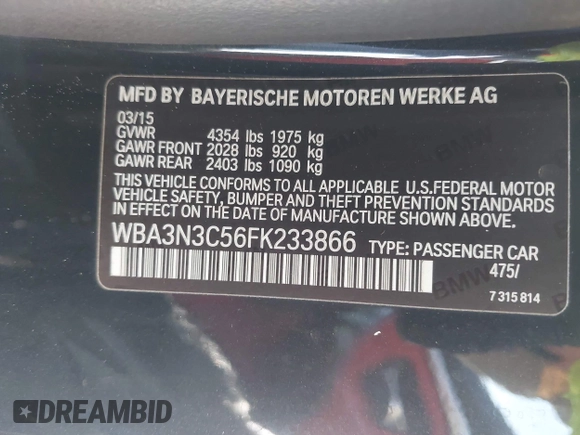 MFD BY BAYERISCHE MOTOREN WERKE AG
03/15
GVWR 4354 lbs 1975 kg
GAWR FRONT 2028 lbs 920 kg
GAWR REAR 2403 lbs 1090 kg
THIS VEHICLE CONFORMS TO ALL APPLICABLE U.S.FEDERAL MOTOR
VEHICLE SAFETY, BUMPER AND THEFT PREVENTION STANDARDS
IN EFFECT ON THE DATE OF MANUFACTURE SHOWN ABOVE.
WBA3N3C56FK233866 TYPE: PASSENGER CAR
475/
7 315 814
BMW
BMW
BMW
DREAMBID